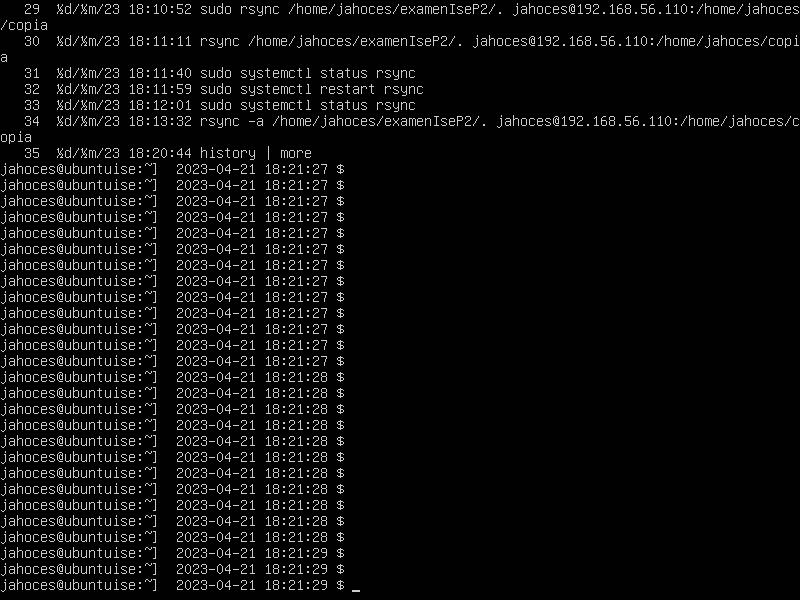 29  %d/%m/23 18:10:52 sudo rsync /home/jahoces/examenIseP2/. jahoces@192.168.56.110:/home/jahoces
/copia
   30  %d/%m/23 18:11:11 rsync /home/jahoces/examenIseP2/. jahoces@192.168.56.110:/home/jahoces/copi
a
   31  %d/%m/23 18:11:40 sudo systemctl status rsync
   32  %d/%m/23 18:11:59 sudo systemctl restart rsync
   33  %d/%m/23 18:12:01 sudo systemctl status rsync
   34  %d/%m/23 18:13:32 rsync -a /home/jahoces/examenIseP2/. jahoces@192.168.56.110:/home/jahoces/c
opia
   35  %d/%m/23 18:20:44 history | more
jahoces@ubuntuise:~]  2023-04-21 18:21:27 $
jahoces@ubuntuise:~]  2023-04-21 18:21:27 $
jahoces@ubuntuise:~]  2023-04-21 18:21:27 $
jahoces@ubuntuise:~]  2023-04-21 18:21:27 $
jahoces@ubuntuise:~]  2023-04-21 18:21:27 $
jahoces@ubuntuise:~]  2023-04-21 18:21:27 $
jahoces@ubuntuise:~]  2023-04-21 18:21:27 $
jahoces@ubuntuise:~]  2023-04-21 18:21:27 $
jahoces@ubuntuise:~]  2023-04-21 18:21:27 $
jahoces@ubuntuise:~]  2023-04-21 18:21:27 $
jahoces@ubuntuise:~]  2023-04-21 18:21:27 $
jahoces@ubuntuise:~]  2023-04-21 18:21:27 $
jahoces@ubuntuise:~]  2023-04-21 18:21:27 $
jahoces@ubuntuise:~]  2023-04-21 18:21:28 $
jahoces@ubuntuise:~]  2023-04-21 18:21:28 $
jahoces@ubuntuise:~]  2023-04-21 18:21:28 $
jahoces@ubuntuise:~]  2023-04-21 18:21:28 $
jahoces@ubuntuise:~]  2023-04-21 18:21:28 $
jahoces@ubuntuise:~]  2023-04-21 18:21:28 $
jahoces@ubuntuise:~]  2023-04-21 18:21:28 $
jahoces@ubuntuise:~]  2023-04-21 18:21:28 $
jahoces@ubuntuise:~]  2023-04-21 18:21:28 $
jahoces@ubuntuise:~]  2023-04-21 18:21:28 $
jahoces@ubuntuise:~]  2023-04-21 18:21:28 $
jahoces@ubuntuise:~]  2023-04-21 18:21:29 $
jahoces@ubuntuise:~]  2023-04-21 18:21:29 $
jahoces@ubuntuise:~]  2023-04-21 18:21:29 $ _